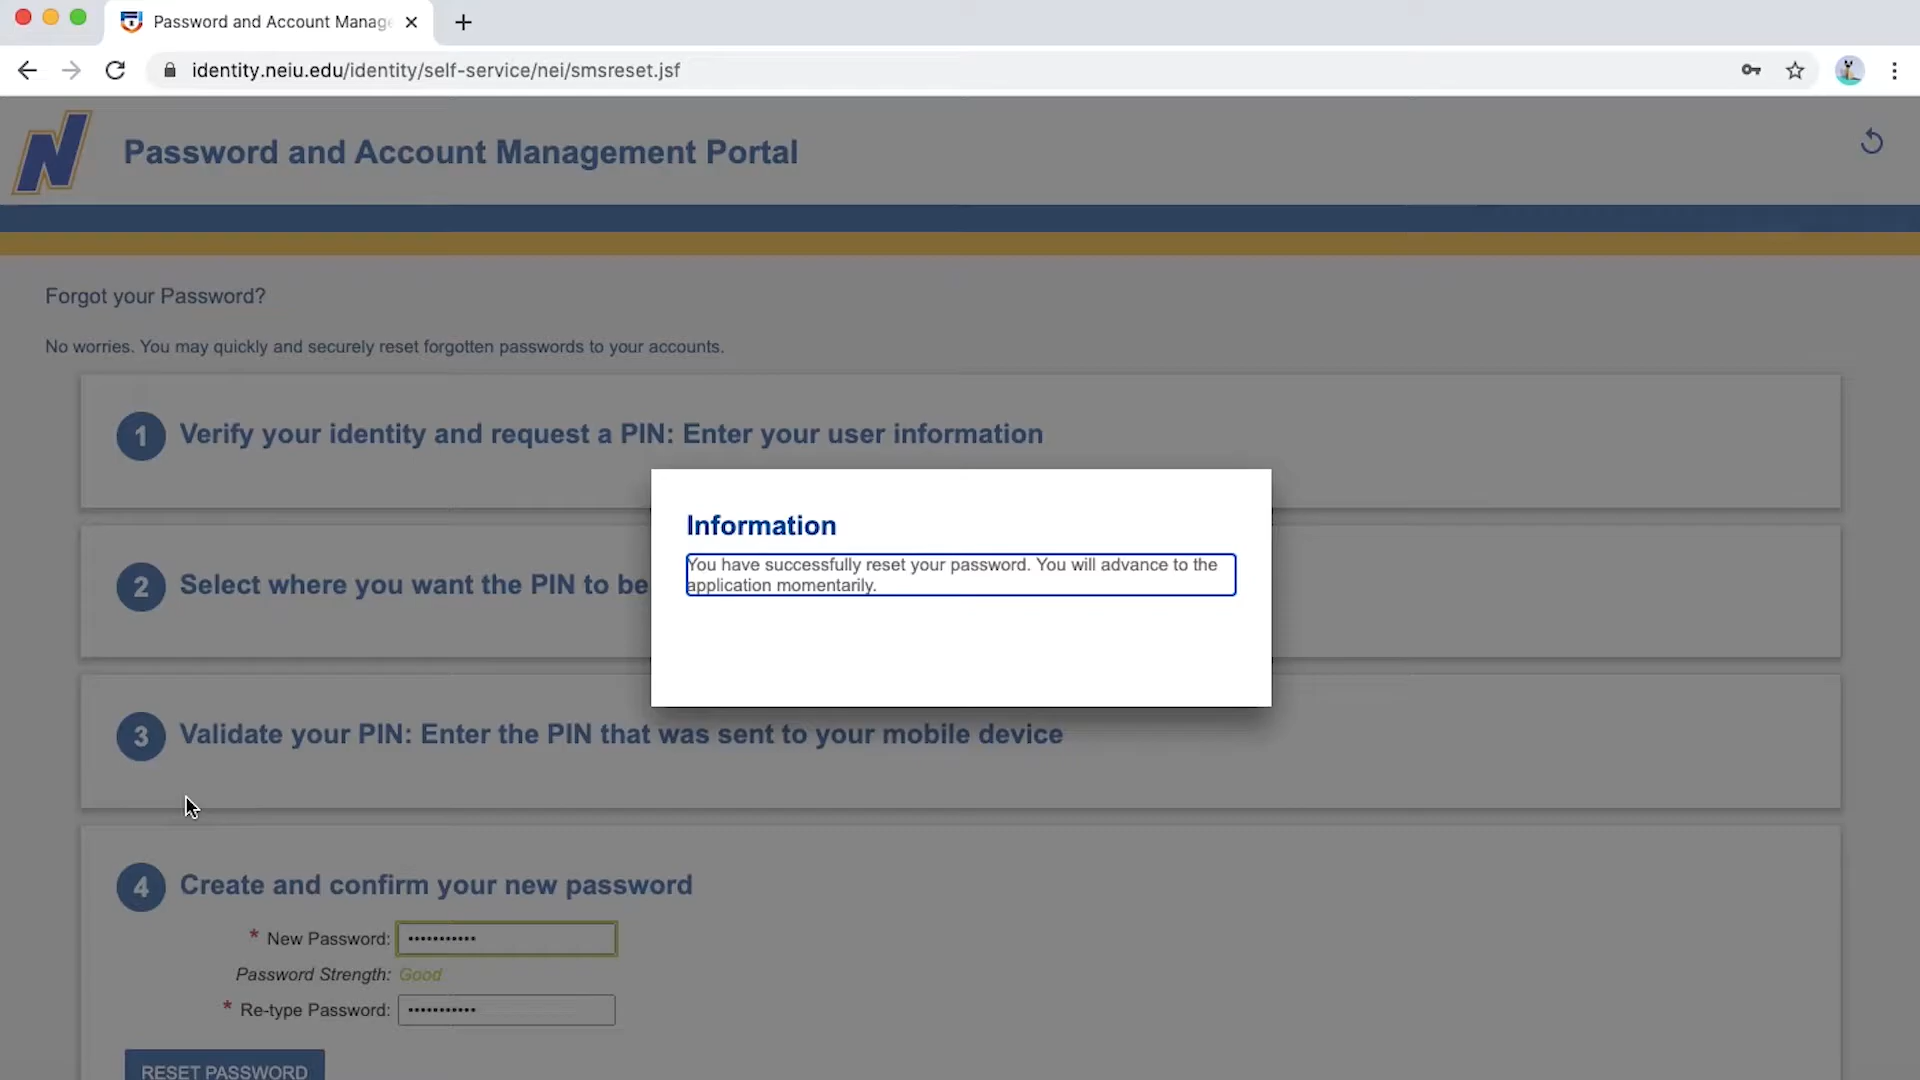 Password and Account Manage
identity.neiu.edu/identity/self-service/nei/smsreset.jsf
N
Password and Account Management Portal
Forgot your Password?
No worries. You may quickly and securely reset forgotten passwords to your accounts.
1 Verify your identity and request a PIN: Enter your user information
Information
You have successfully reset your password. You will advance to the
application momentarily.
2 Select where you want the PIN to be
3 Validate your PIN: Enter the PIN that was sent to your mobile device
4 Create and confirm your new password
* New Password: •••••••••••
Password Strength: Good
* Re-type Password: •••••••••••
RESET PASSWORD